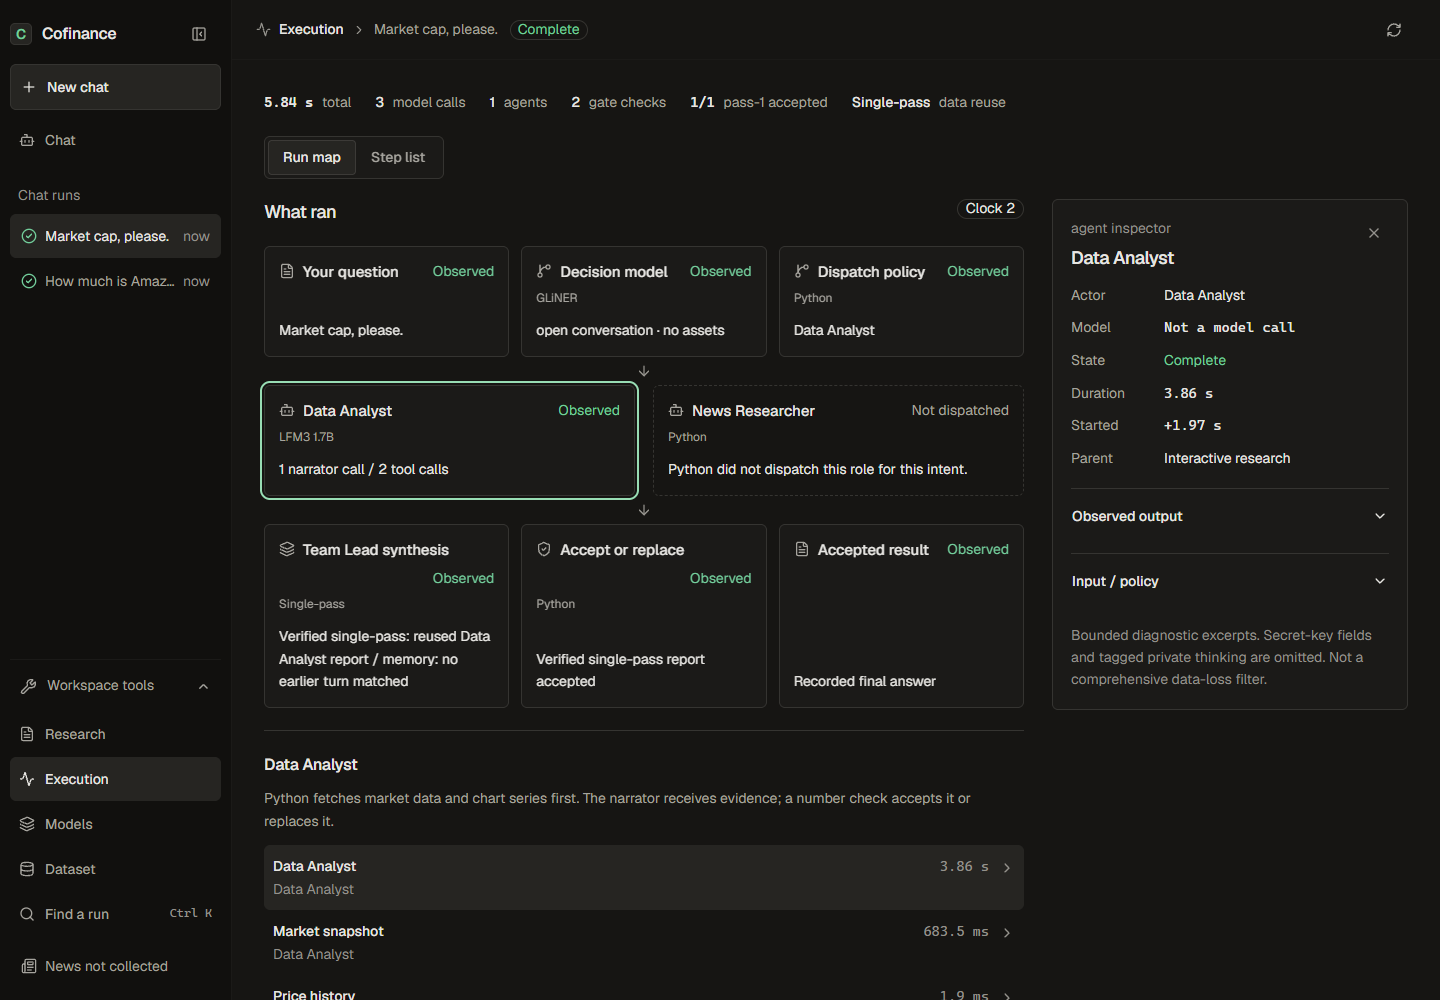 C Cofinance
New chat
Chat
Chat runs
Market cap, please. now
How much is Amaz... now
Workspace tools
Research
Execution
Models
Dataset
Find a run Ctrl K
News not collected
Execution > Market cap, please. Complete
5.84 s total 3 model calls 1 agents 2 gate checks 1/1 pass-1 accepted Single-pass data reuse
Run map Step list
What ran Clock 2
Your question Observed
Market cap, please.
Decision model Observed
GLiNER
open conversation · no assets
Dispatch policy Observed
Python
Data Analyst
Data Analyst Observed
LFM3 1.7B
1 narrator call / 2 tool calls
News Researcher Not dispatched
Python
Python did not dispatch this role for this intent.
Team Lead synthesis
Observed
Single-pass
Verified single-pass: reused Data
Analyst report / memory: no
earlier turn matched
Accept or replace
Observed
Python
Verified single-pass report
accepted
Accepted result Observed
Recorded final answer
Data Analyst
Python fetches market data and chart series first. The narrator receives evidence; a number check accepts it or
replaces it.
Data Analyst 3.86 s
Data Analyst
Market snapshot 683.5 ms
Data Analyst
Price history 1.9 ms
agent inspector
Data Analyst
Actor Data Analyst
Model Not a model call
State Complete
Duration 3.86 s
Started +1.97 s
Parent Interactive research
Observed output
Input / policy
Bounded diagnostic excerpts. Secret-key fields
and tagged private thinking are omitted. Not a
comprehensive data-loss filter.